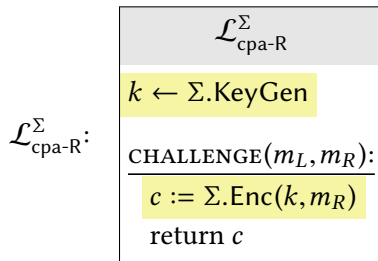 𝓛^Σ_cpa-R
k ← Σ.KeyGen
𝓛^Σ_cpa-R:
CHALLENGE(m_L, m_R):
c := Σ.Enc(k, m_R)
return c